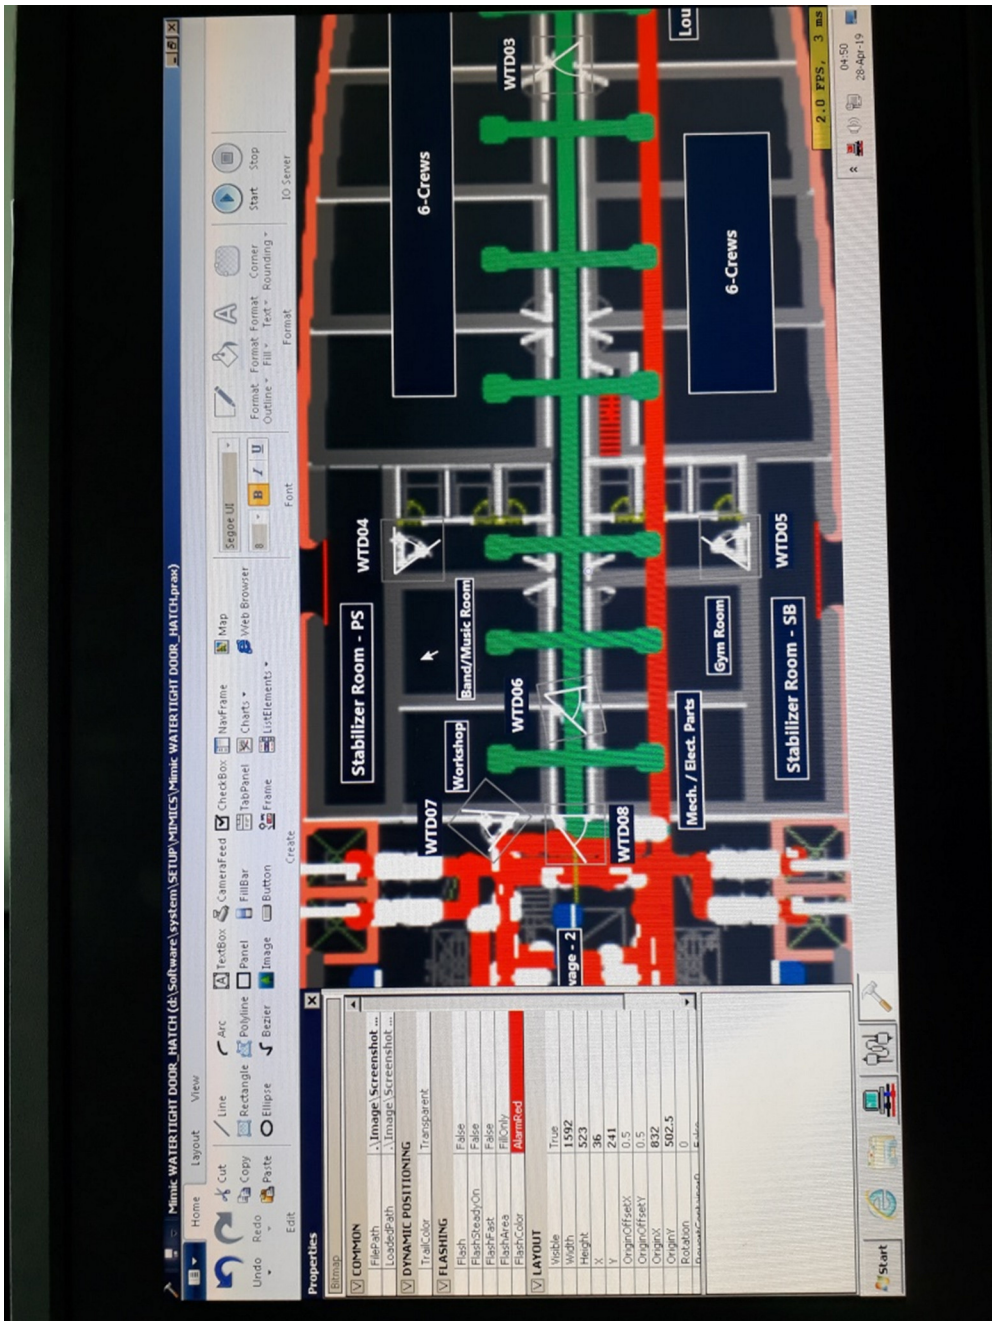 Mimic WATERTIGHT DOOR_HATCH (d:\Software\system\SETUP\MIMICS\Mimic WATERTIGHT DOOR_HATCH.prax)
Home Layout View
Undo Redo Cut Copy Paste
Edit
Line Arc TextBox CameraFeed CheckBox NavFrame Map
Rectangle Polyline Panel FillBar TabPanel Charts Web Browser
Ellipse Bezier Image Button Frame ListElements
Create
Segoe UI
8 B I U
Font
Format Outline Format Fill Format Text Corner Rounding
Format
Start Stop
IO Server
Properties
Bitmap
COMMON
FilePath .\Image\Screenshot ...
LoadedPath .\Image\Screenshot ...
DYNAMIC POSITIONING
TrailColor Transparent
FLASHING
Flash False
FlashSteadyOn False
FlashFast False
FlashArea FillOnly
FlashColor AlarmRed
LAYOUT
Visible True
Width 1592
Height 523
X 36
Y 241
OriginOffsetX 0.5
OriginOffsetY 0.5
OriginX 832
OriginY 502.5
Rotation 0
6-Crews
WTD03
WTD04
Stabilizer Room - PS
Band/Music Room
WTD06
Workshop
WTD07
WTD08
vage - 2
Mech. / Elect. Parts
Gym Room
WTD05
Stabilizer Room - SB
6-Crews
Lou
2.0 FPS, 3 ms
Start
04:50
28-Apr-19